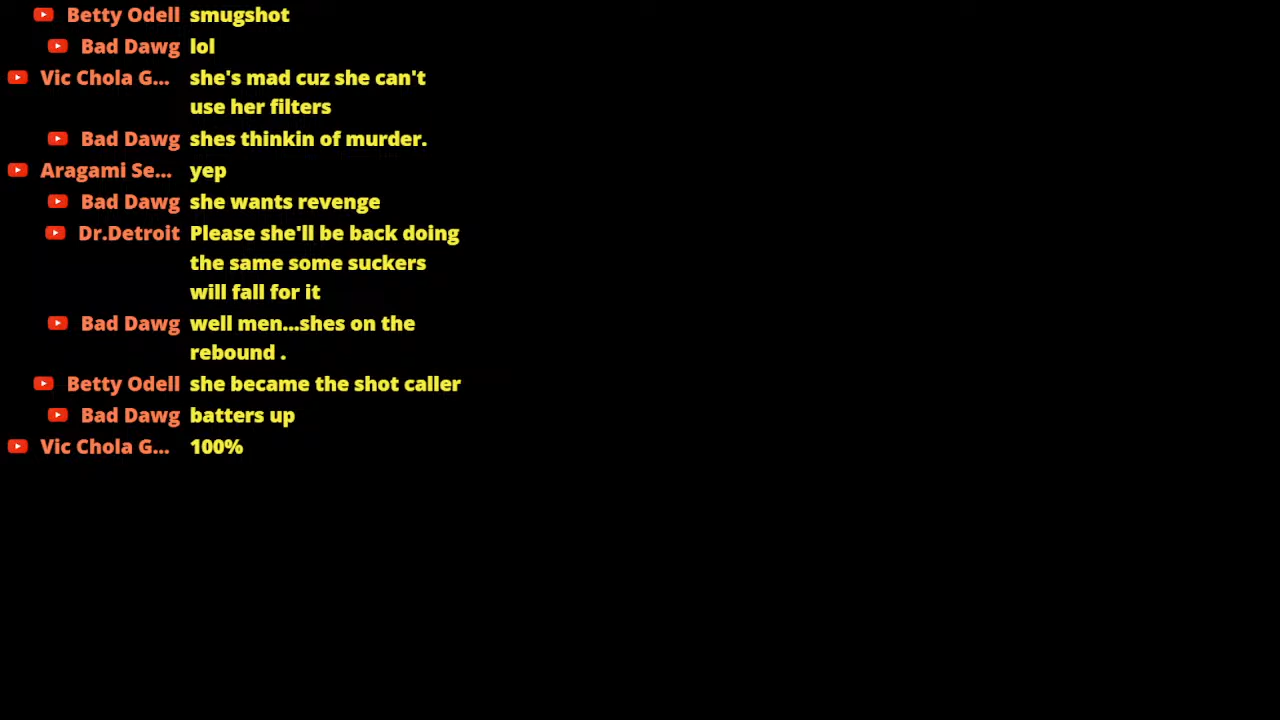 Betty Odell smugshot
Bad Dawg lol
Vic Chola G... she's mad cuz she can't
use her filters
Bad Dawg shes thinkin of murder.
Aragami Se... yep
Bad Dawg she wants revenge
Dr.Detroit Please she'll be back doing
the same some suckers
will fall for it
Bad Dawg well men...shes on the
rebound .
Betty Odell she became the shot caller
Bad Dawg batters up
Vic Chola G... 100%